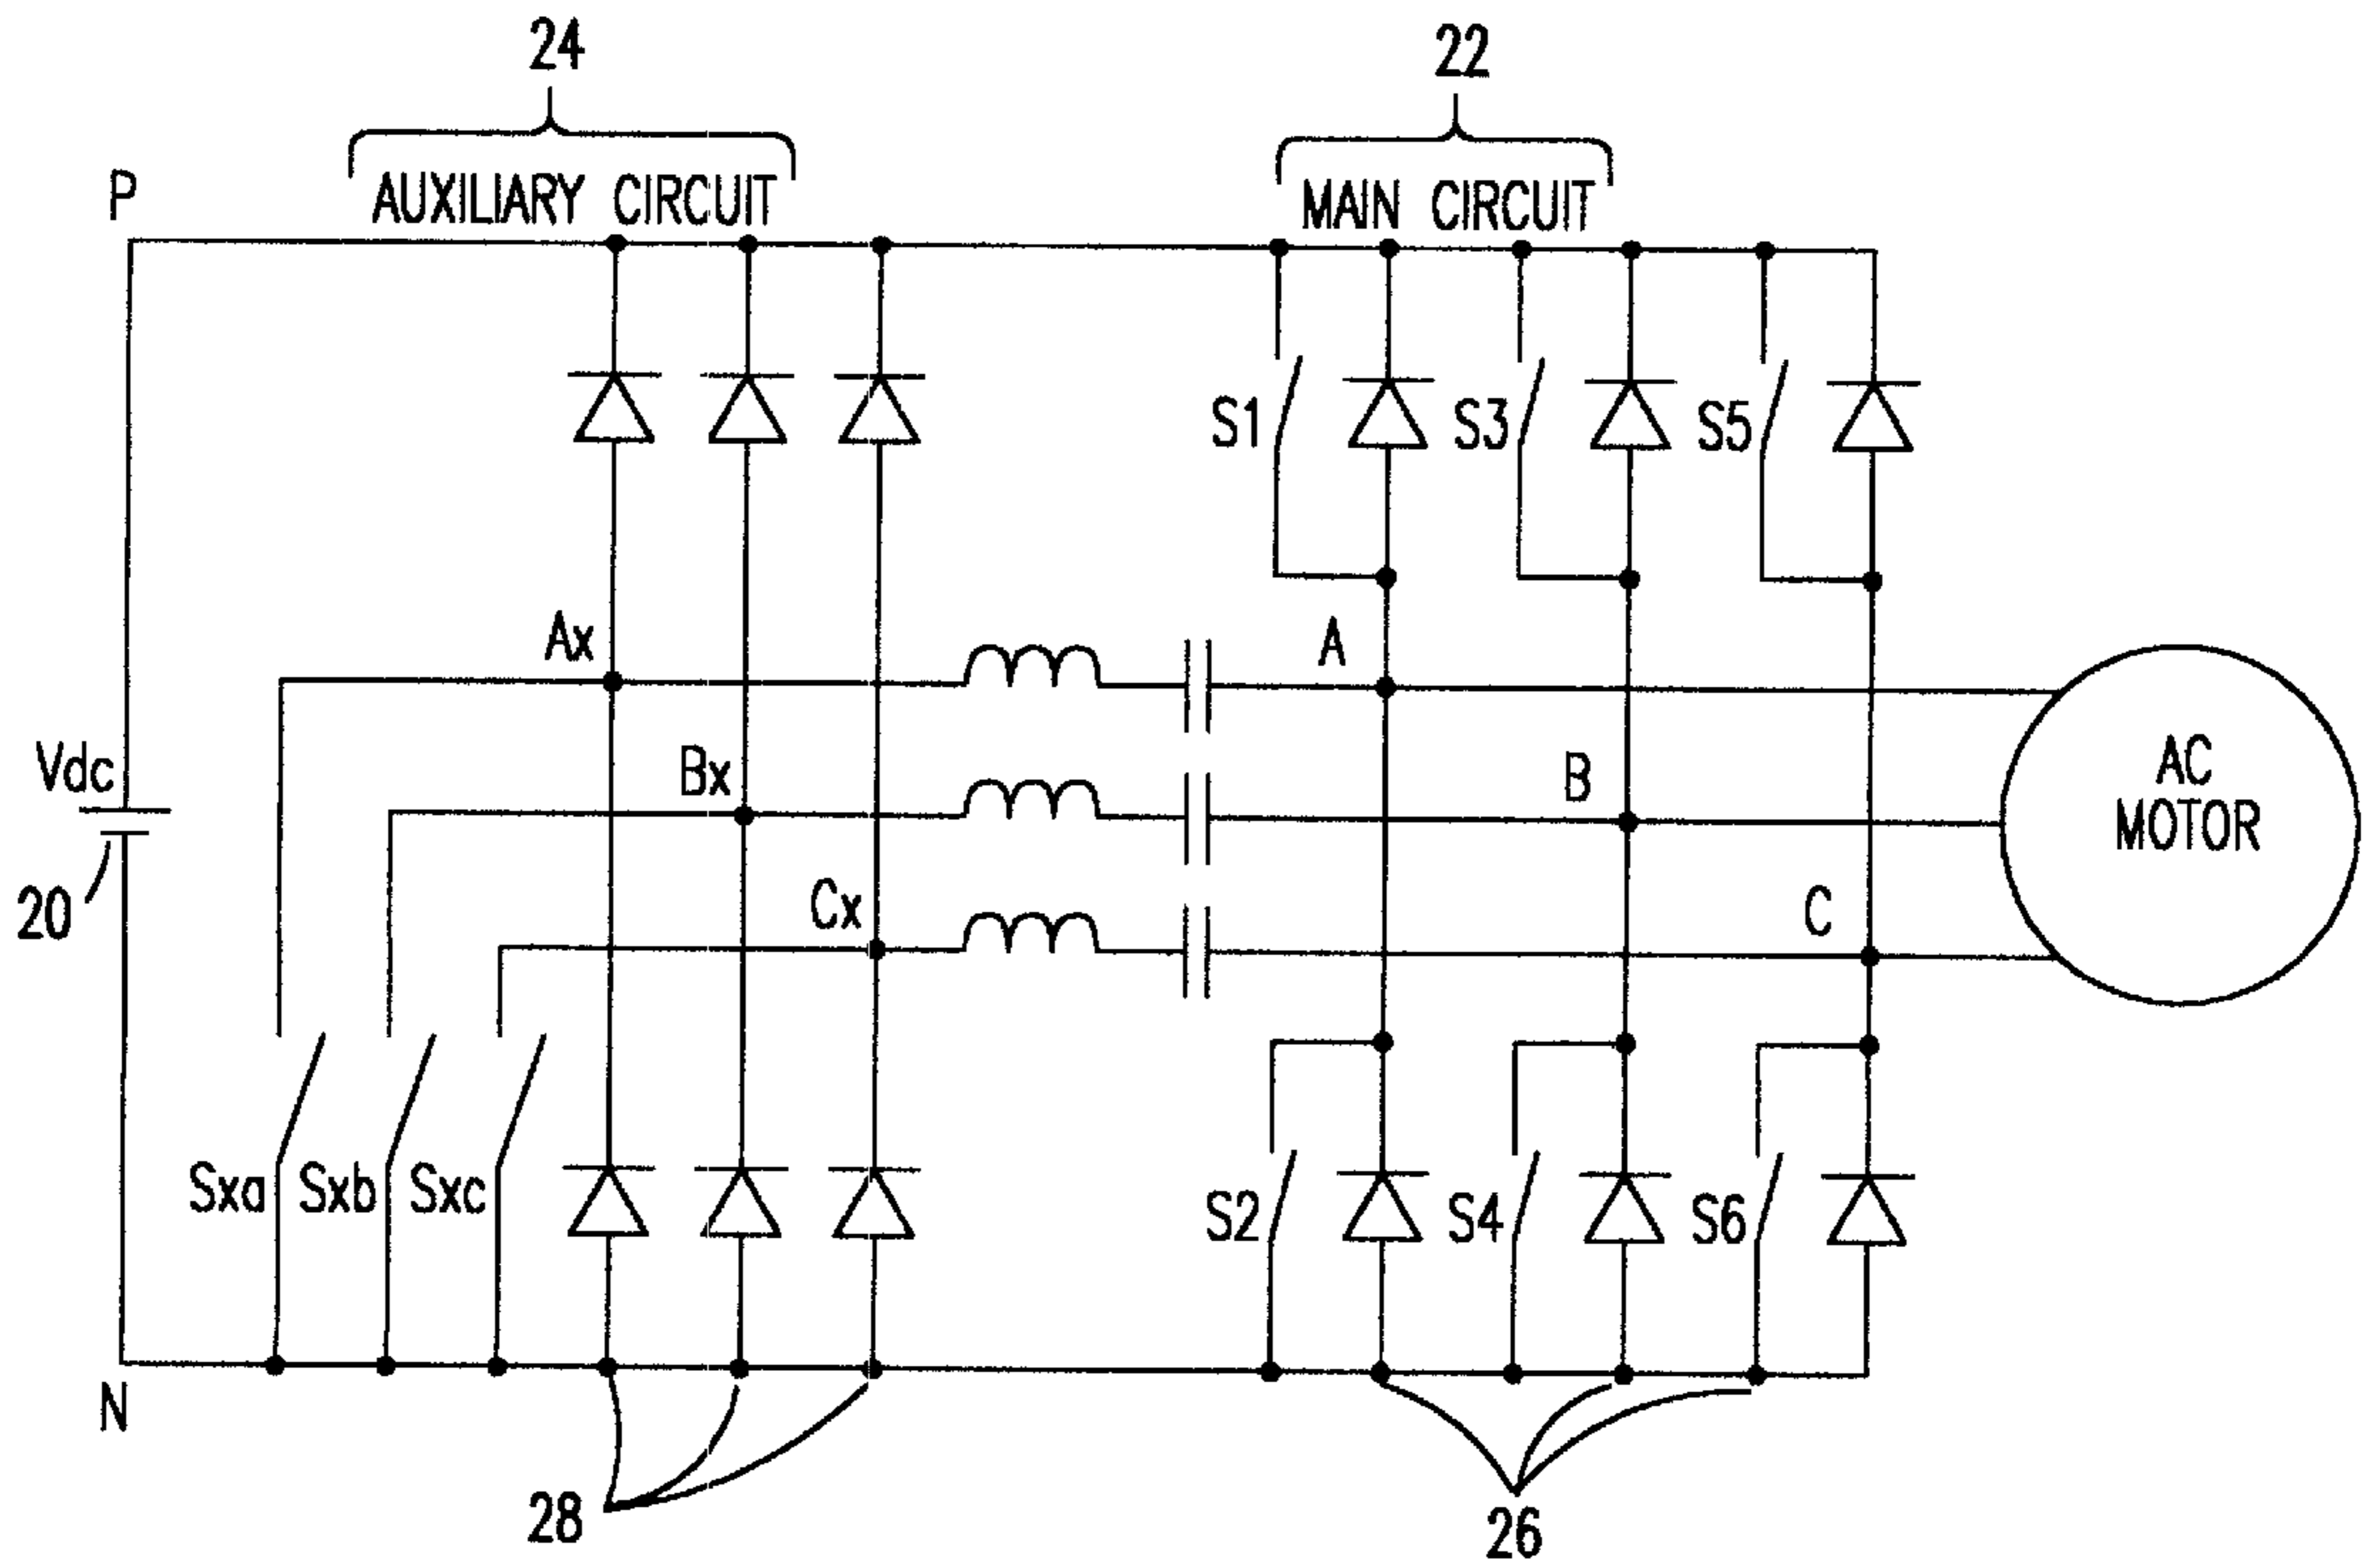 24
22
P
AUXILIARY CIRCUIT
MAIN CIRCUIT
S1
S3
S5
Ax
A
Vdc
Bx
B
AC
MOTOR
20
Cx
C
Sxa
Sxb
Sxc
S2
S4
S6
N
28
26